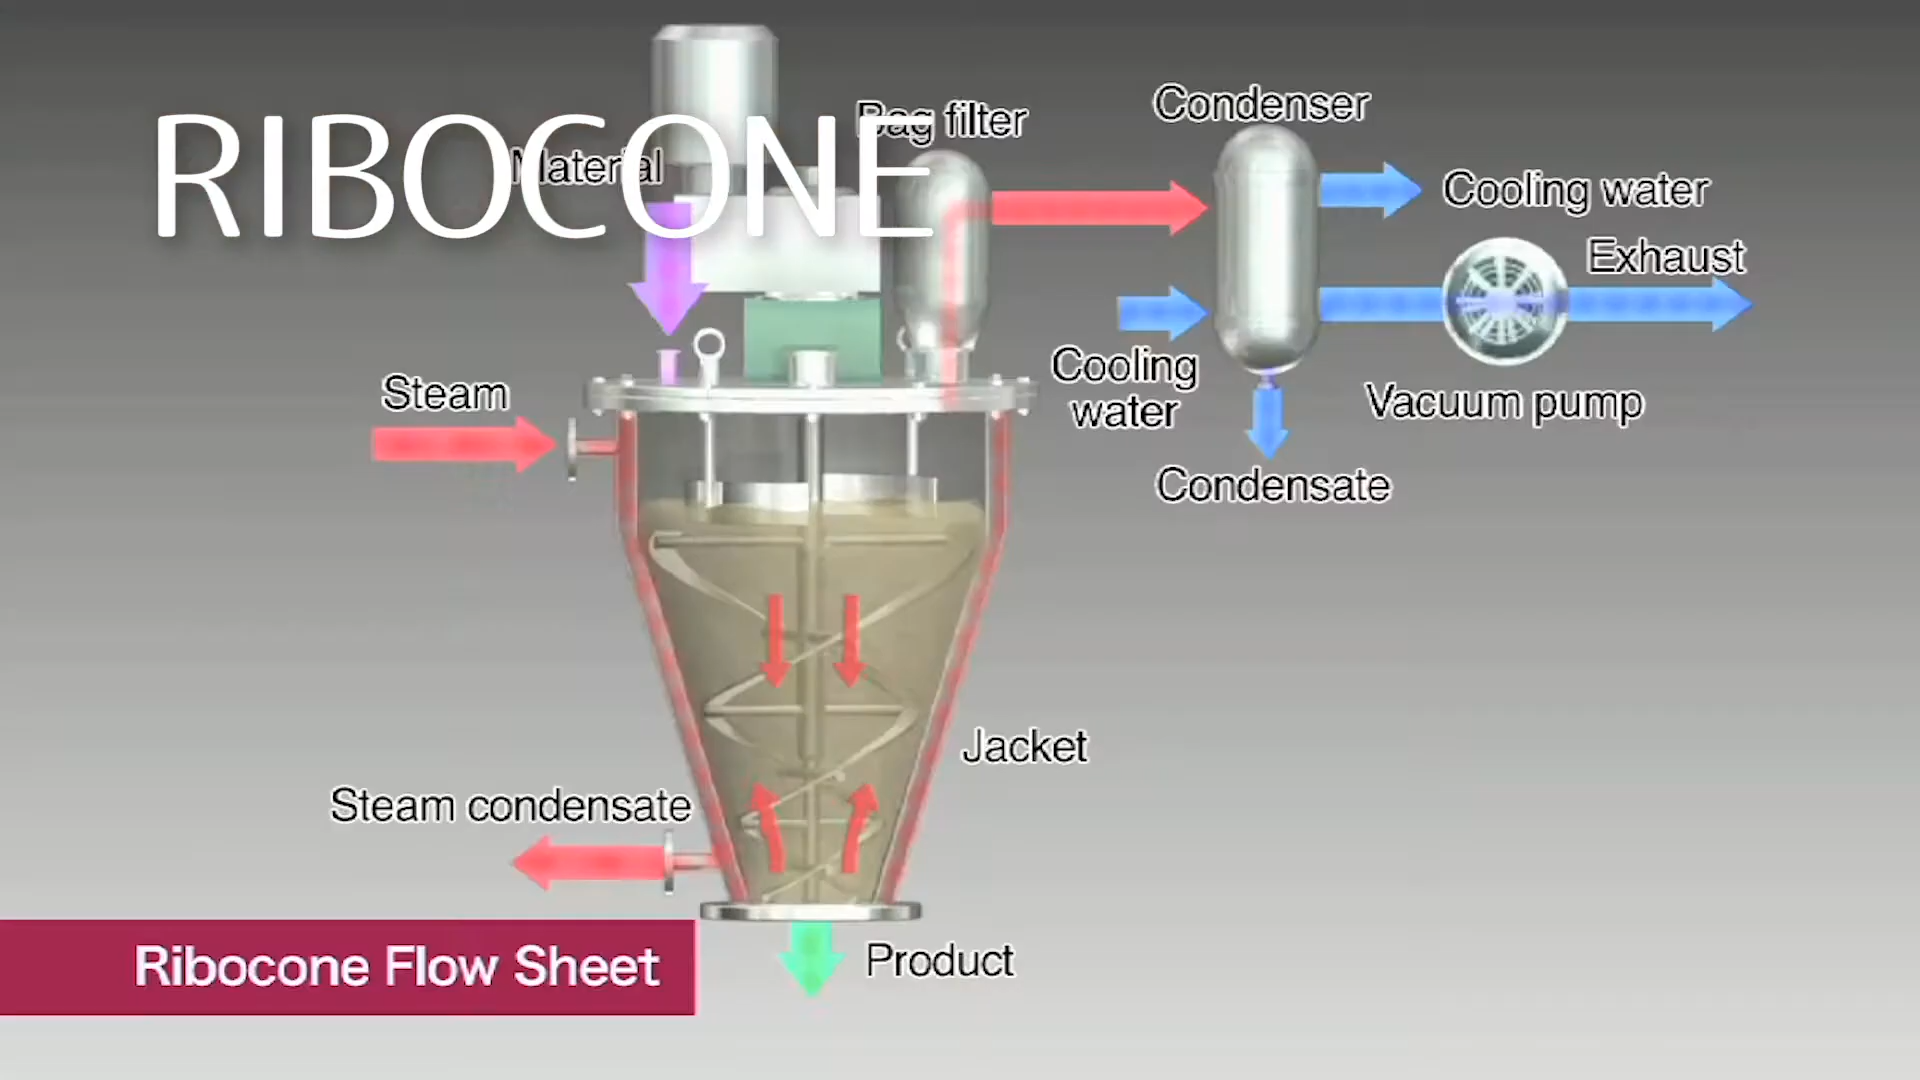 RIBOCONE
Material
Bag filter
Condenser
Cooling water
Exhaust
Cooling
water
Vacuum pump
Steam
Condensate
Jacket
Steam condensate
Product
Ribocone Flow Sheet